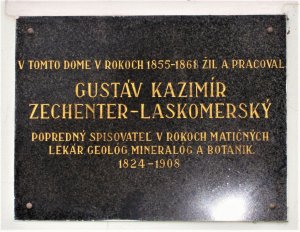 V TOMTO DOME V ROKOCH 1855-1861 ŽIL A PRACOVAL
GUSTÁV KAZIMÍR
ZECHENTER-LASKOMERSKÝ
POPREDNÝ SPISOVATEĽ V ROKOCH MATIČNÝCH
LEKÁR GEOLÓG MINERALÓG A BOTANIK
1824-1908